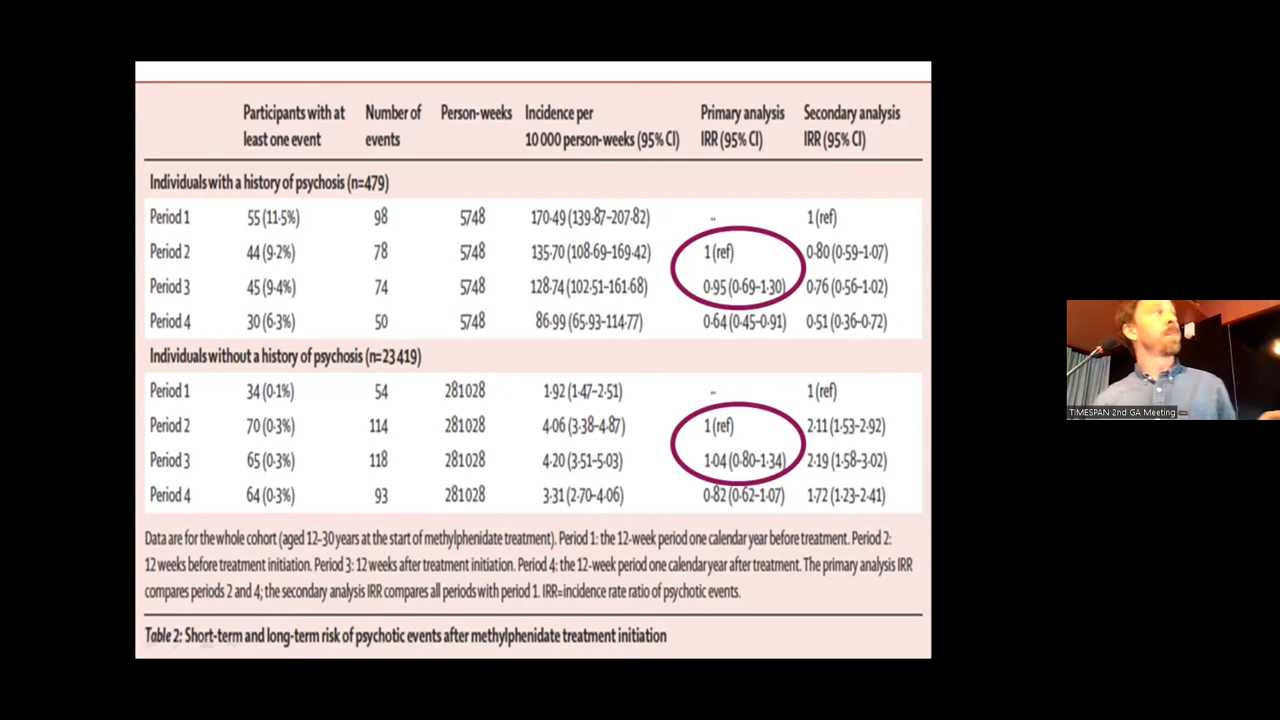 Participants with at least one event	Number of events	Person-weeks	Incidence per 10 000 person-weeks (95% CI)	Primary analysis IRR (95% CI)	Secondary analysis IRR (95% CI)
Individuals with a history of psychosis (n=479)
Period 1	55 (11·5%)	98	5748	170·49 (139·87–207·82)	··	1 (ref)
Period 2	44 (9·2%)	78	5748	135·70 (108·69–169·42)	1 (ref)	0·80 (0·59–1·07)
Period 3	45 (9·4%)	74	5748	128·74 (102·51–161·68)	0·95 (0·69–1·30)	0·76 (0·56–1·02)
Period 4	30 (6·3%)	50	5748	86·99 (65·93–114·77)	0·64 (0·45–0·91)	0·51 (0·36–0·72)
Individuals without a history of psychosis (n=23 419)
Period 1	34 (0·1%)	54	281 028	1·92 (1·47–2·51)	··	1 (ref)
Period 2	70 (0·3%)	114	281 028	4·06 (3·38–4·87)	1 (ref)	2·11 (1·53–2·92)
Period 3	65 (0·3%)	118	281 028	4·20 (3·51–5·03)	1·04 (0·80–1·34)	2·19 (1·58–3·02)
Period 4	64 (0·3%)	93	281 028	3·31 (2·70–4·06)	0·82 (0·62–1·07)	1·72 (1·23–2·41)
Data are for the whole cohort (aged 12–30 years at the start of methylphenidate treatment). Period 1: the 12-week period one calendar year before treatment. Period 2:
12 weeks before treatment initiation. Period 3: 12 weeks after treatment initiation. Period 4: the 12-week period one calendar year after treatment. The primary analysis IRR
compares periods 2 and 4; the secondary analysis IRR compares all periods with period 1. IRR=incidence rate ratio of psychotic events.
Table 2: Short-term and long-term risk of psychotic events after methylphenidate treatment initiation
TIMESPAN 2nd GA Meeting